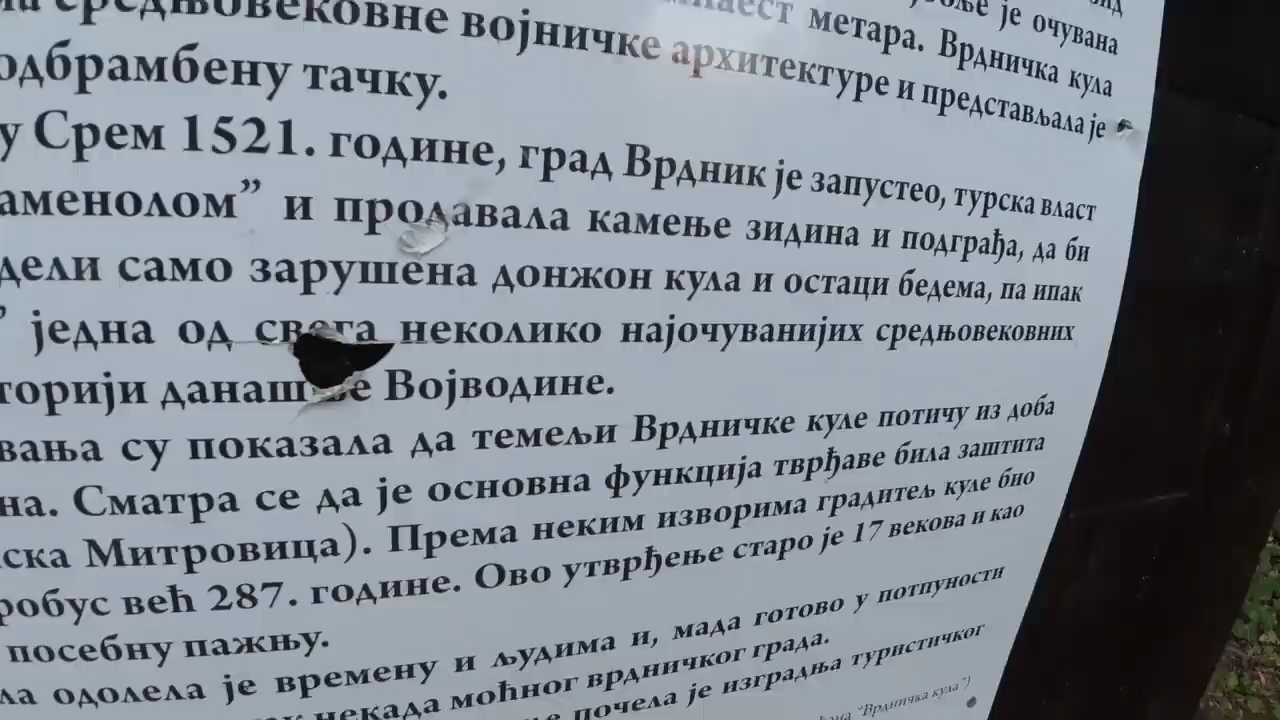 је очувана
средњовековне војничке архитектуре и представљала је
метара. Врдничка кула
одбрамбену тачку.
у Срем 1521. године, град Врдник је запустео, турска власт
аменолом” и продавала камење зидина и подграђа, да би
дели само зарушена донжон кула и остаци бедема, па ипак
” једна од свега неколико најочуванијих средњовековних
торији данаш е Војводине.
вања су показала да темељи Врдничке куле потичу из доба
на. Сматра се да је основна функција тврђаве била заштита
ска Митровица). Према неким изворима градитељ куле био
робус већ 287. године. Ово утврђење старо је 17 векова и као
посебну пажњу.
ла одолела је времену и људима и, мада готово у потпуности
некада моћног врдничког града.
почела је изградња туристичког
"Врдничка кула")